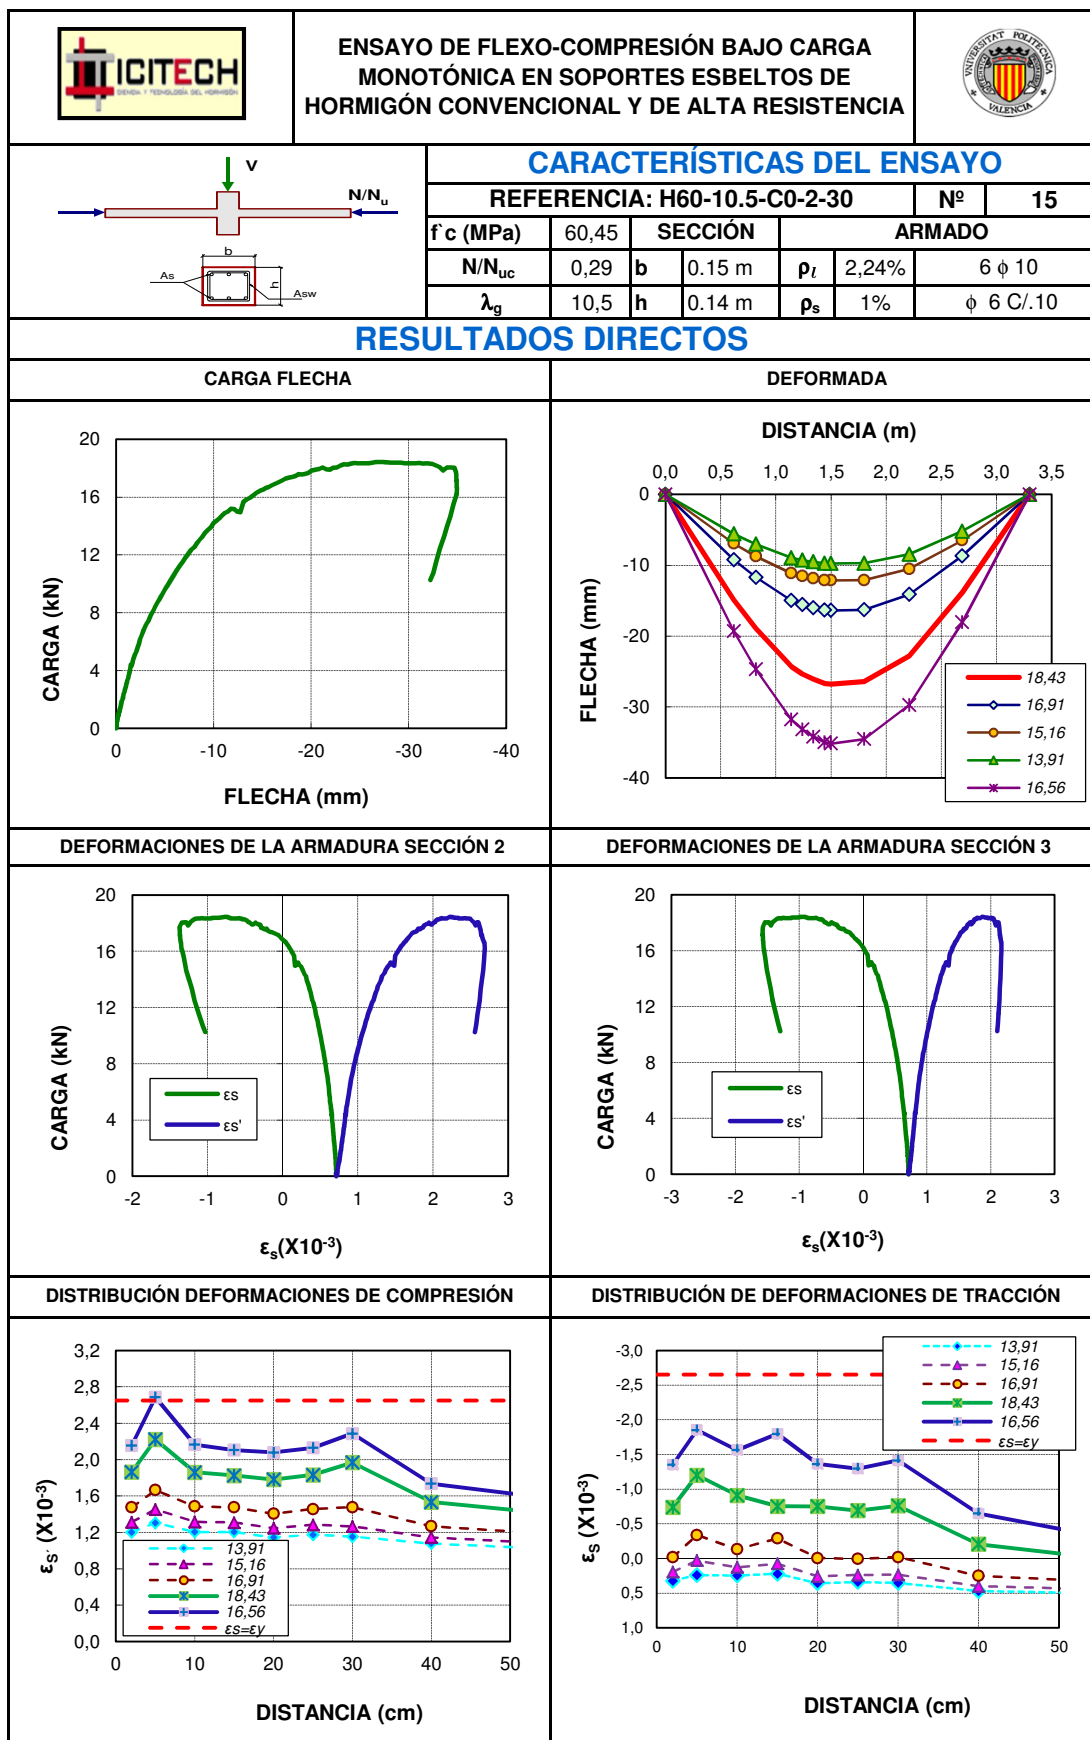 ICITECH
CIENCIA Y TECNOLOGÍA DEL HORMIGÓN
ENSAYO DE FLEXO-COMPRESIÓN BAJO CARGA
MONOTÓNICA EN SOPORTES ESBELTOS DE
HORMIGÓN CONVENCIONAL Y DE ALTA RESISTENCIA
UNIVERSITAT POLITÈCNICA
VALENCIA
V
N/Nu
b
h
As
Asw
CARACTERÍSTICAS DEL ENSAYO
REFERENCIA: H60-10.5-C0-2-30 Nº 15
f`c (MPa) 60,45 SECCIÓN ARMADO
N/Nuc 0,29 b 0.15 m ρl 2,24% 6 ϕ 10
λg 10,5 h 0.14 m ρs 1% ϕ 6 C/.10
RESULTADOS DIRECTOS
CARGA FLECHA
20
16
12
8
4
0
0 -10 -20 -30 -40
CARGA (kN)
FLECHA (mm)
DEFORMADA
DISTANCIA (m)
0,0 0,5 1,0 1,5 2,0 2,5 3,0 3,5
0
-10
-20
-30
-40
FLECHA (mm)
18,43
16,91
15,16
13,91
16,56
DEFORMACIONES DE LA ARMADURA SECCIÓN 2
20
16
12
8
4
0
-2 -1 0 1 2 3
CARGA (kN)
εs
εs'
εs(X10-3)
DEFORMACIONES DE LA ARMADURA SECCIÓN 3
20
16
12
8
4
0
-3 -2 -1 0 1 2 3
CARGA (kN)
εs
εs'
εs(X10-3)
DISTRIBUCIÓN DEFORMACIONES DE COMPRESIÓN
3,2
2,8
2,4
2,0
1,6
1,2
0,8
0,4
0,0
0 10 20 30 40 50
εS' (X10-3)
13,91
15,16
16,91
18,43
16,56
εs=εy
DISTANCIA (cm)
DISTRIBUCIÓN DE DEFORMACIONES DE TRACCIÓN
-3,0
-2,5
-2,0
-1,5
-1,0
-0,5
0,0
0,5
1,0
0 10 20 30 40 50
εS (X10-3)
13,91
15,16
16,91
18,43
16,56
εs=εy
DISTANCIA (cm)